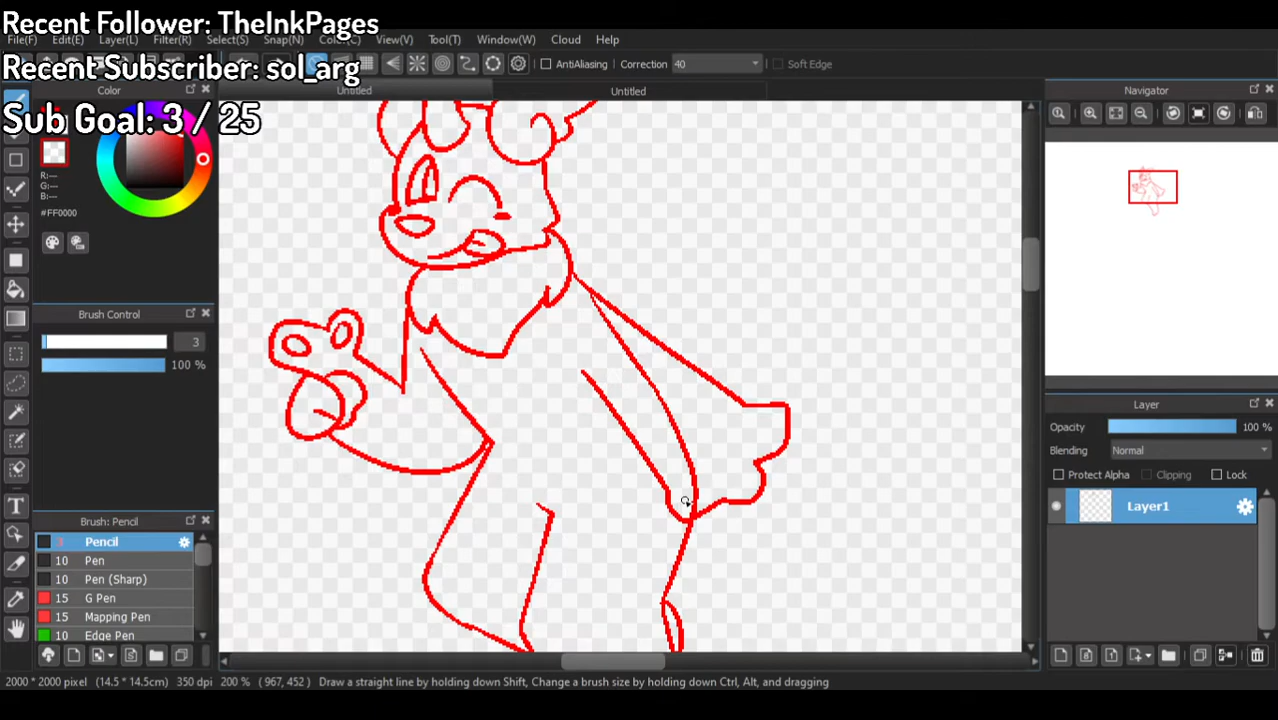 Recent Follower: TheInkPages
File(F) Edit(E) Layer(L) Filter(R) Select(S) Snap(N) Color(C) View(V) Tool(T) Window(W) Cloud Help
Recent Subscriber: sol_arg
AntiAliasing Correction 40 Soft Edge
Sub Goal: 3 / 25
Color
Untitled
Untitled
Navigator
R:---
G:---
B:---
#FF0000
Brush Control
3
100 %
Layer
Opacity 100 %
Blending Normal
Protect Alpha Clipping Lock
Layer1
Brush: Pencil
3 Pencil
10 Pen
10 Pen (Sharp)
15 G Pen
15 Mapping Pen
10 Edge Pen
2000 * 2000 pixel (14.5 * 14.5cm) 350 dpi 200 % ( 967, 452 ) Draw a straight line by holding down Shift, Change a brush size by holding down Ctrl, Alt, and dragging